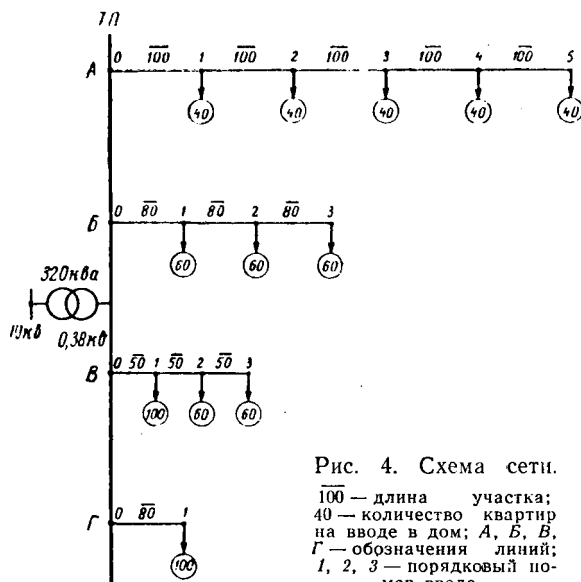 ТП
0 100 1 100 2 100 3 100 4 100 5
А
40 40 40 40 40
0 80 1 80 2 80 3
Б
60 60 60
320 ква
10 кв 0,38 кв
0 50 1 50 2 50 3
В
100 60 60
0 80 1
Г
100
Рис. 4. Схема сети.
100 — длина участка;
40 — количество квартир
на вводе в дом; А, Б, В,
Г — обозначения линий;
1, 2, 3 — порядковый но-